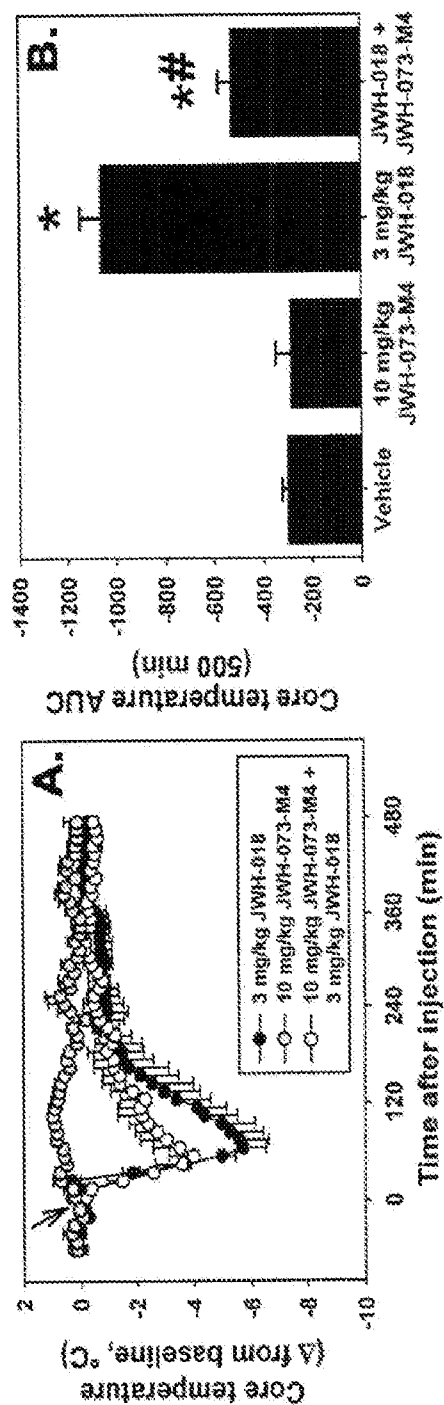 A.
Core temperature
(Δ from baseline, °C)
2
0
-2
-4
-6
-8
-10
0
120
240
360
480
Time after injection (min)
3 mg/kg JWH-018
10 mg/kg JWH-073-M4
10 mg/kg JWH-073-M4 +
3 mg/kg JWH-018
B.
Core temperature AUC
(500 min)
-1400
-1200
-1000
-800
-600
-400
-200
0
*
*#
Vehicle
10 mg/kg
JWH-073-M4
3 mg/kg
JWH-018
JWH-018 +
JWH-073-M4